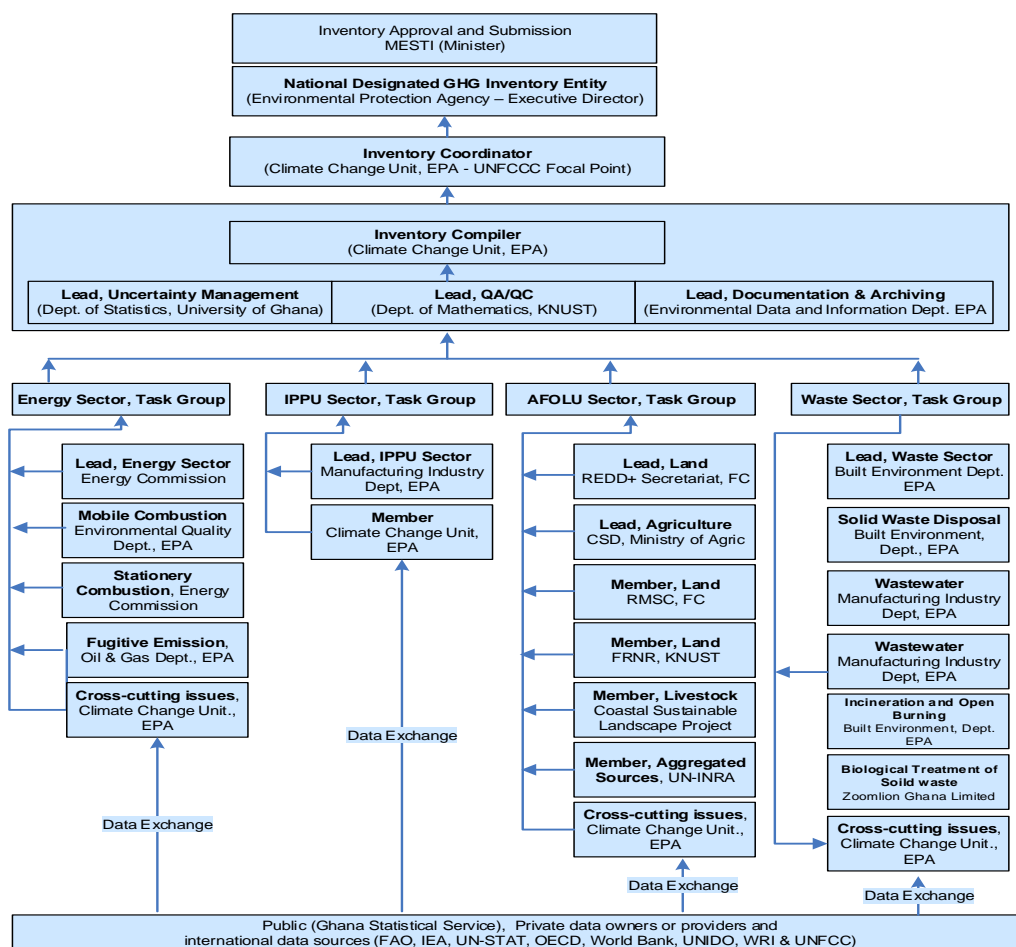 Inventory Approval and Submission
MESTI (Minister)
National Designated GHG Inventory Entity
(Environmental Protection Agency – Executive Director)
Inventory Coordinator
(Climate Change Unit, EPA - UNFCCC Focal Point)
Inventory Compiler
(Climate Change Unit, EPA)
Lead, Uncertainty Management
(Dept. of Statistics, University of Ghana)
Lead, QA/QC
(Dept. of Mathematics, KNUST)
Lead, Documentation & Archiving
(Environmental Data and Information Dept. EPA
Energy Sector, Task Group
Lead, Energy Sector
Energy Commission
Mobile Combustion
Environmental Quality
Dept., EPA
Stationery
Combustion, Energy
Commission
Fugitive Emission,
Oil & Gas Dept., EPA
Cross-cutting issues,
Climate Change Unit.,
EPA
Data Exchange
IPPU Sector, Task Group
Lead, IPPU Sector
Manufacturing Industry
Dept, EPA
Member
Climate Change Unit,
EPA
Data Exchange
AFOLU Sector, Task Group
Lead, Land
REDD+ Secretariat, FC
Lead, Agriculture
CSD, Ministry of Agric
Member, Land
RMSC, FC
Member, Land
FRNR, KNUST
Member, Livestock
Coastal Sustainable
Landscape Project
Member, Aggregated
Sources, UN-INRA
Cross-cutting issues,
Climate Change Unit.,
EPA
Data Exchange
Waste Sector, Task Group
Lead, Waste Sector
Built Environment Dept.
EPA
Solid Waste Disposal
Built Environment,
Dept., EPA
Wastewater
Manufacturing Industry
Dept, EPA
Wastewater
Manufacturing Industry
Dept, EPA
Incineration and Open
Burning
Built Environment, Dept.
EPA
Biological Treatment of
Soild waste
Zoomlion Ghana Limited
Cross-cutting issues,
Climate Change Unit.,
EPA
Data Exchange
Public (Ghana Statistical Service), Private data owners or providers and
international data sources (FAO, IEA, UN-STAT, OECD, World Bank, UNIDO, WRI & UNFCC)